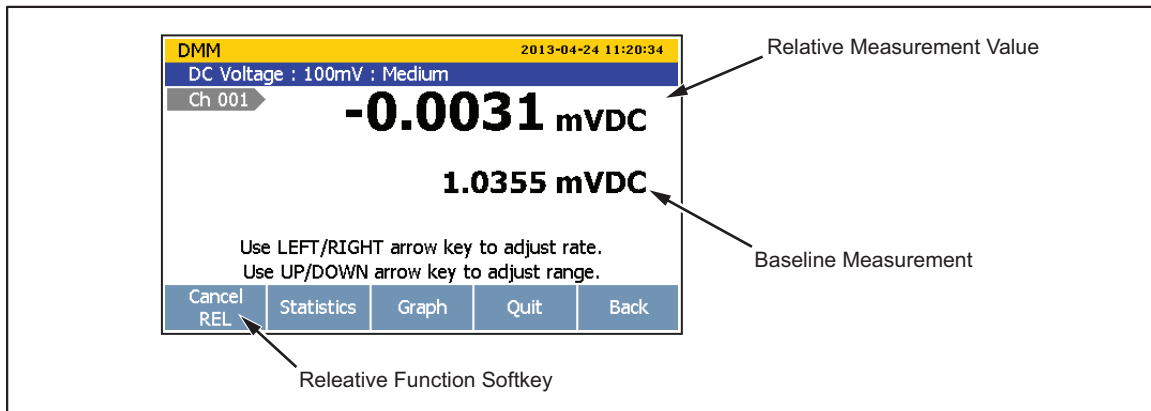 DMM 2013-04-24 11:20:34
DC Voltage : 100mV : Medium
Ch 001
-0.0031 mVDC
1.0355 mVDC
Use LEFT/RIGHT arrow key to adjust rate.
Use UP/DOWN arrow key to adjust range.
Cancel REL
Statistics
Graph
Quit
Back
Relative Measurement Value
Baseline Measurement
Releative Function Softkey